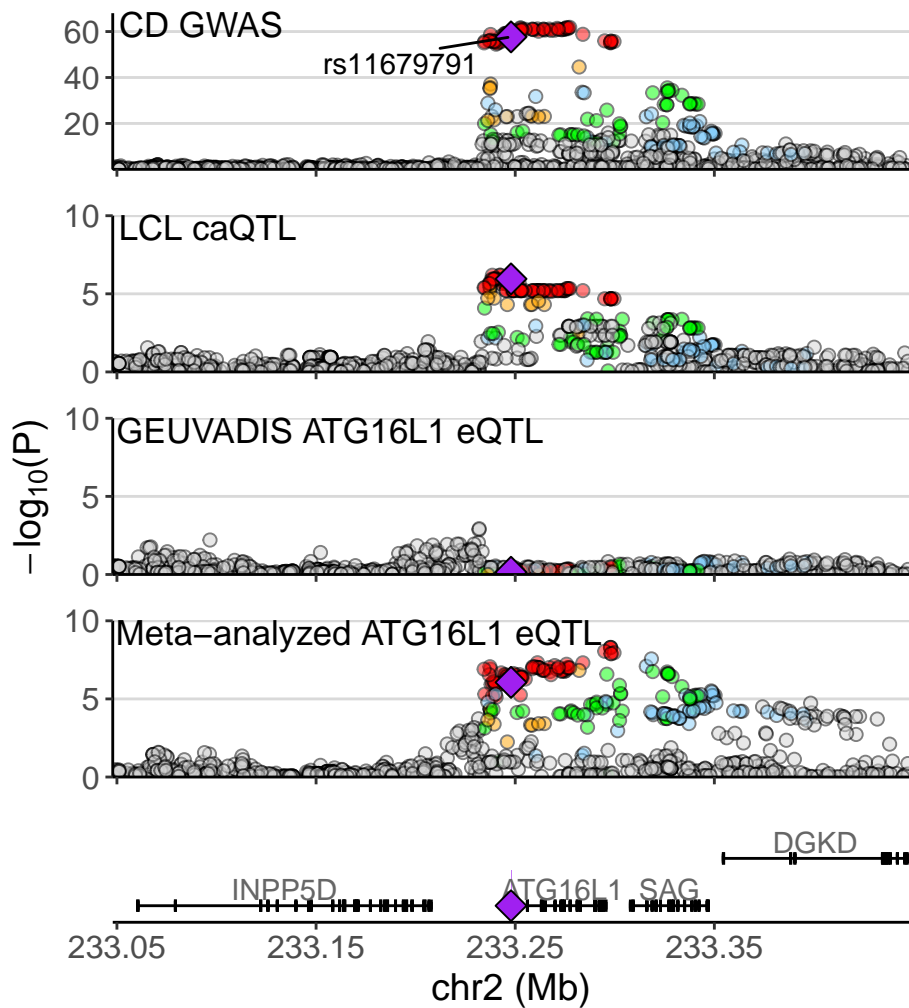 CD GWAS
60
40
20
rs11679791
LCL caQTL
10
5
0
GEUVADIS ATG16L1 eQTL
10
5
0
Meta−analyzed ATG16L1 eQTL
10
5
0
−log10(P)
DGKD
INPP5D ATG16L1 SAG
233.05 233.15 233.25 233.35
chr2 (Mb)